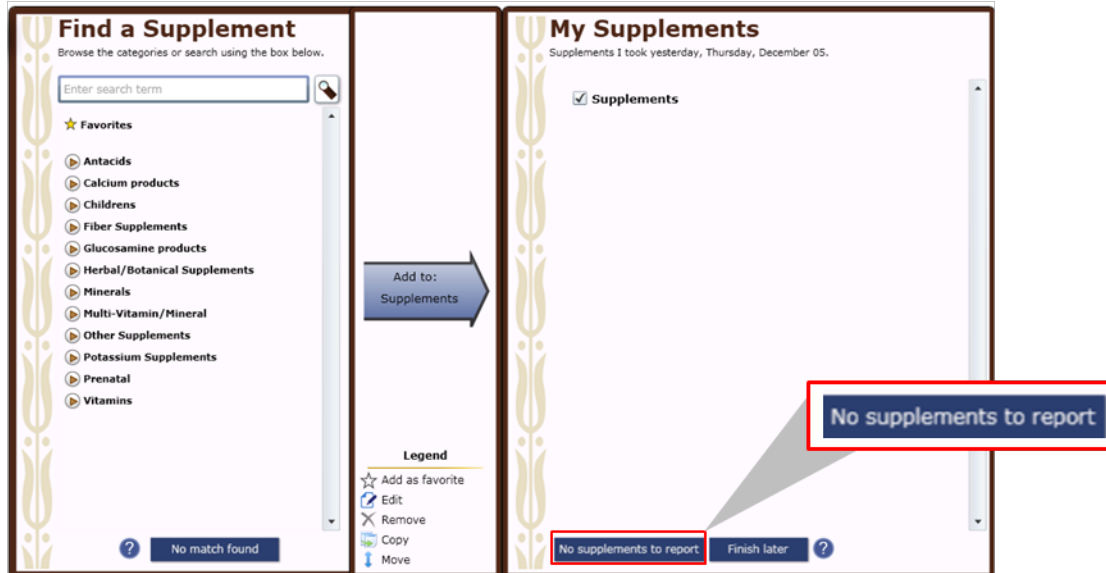 Find a Supplement
Browse the categories or search using the box below.
Enter search term
Favorites
Antacids
Calcium products
Childrens
Fiber Supplements
Glucosamine products
Herbal/Botanical Supplements
Minerals
Multi-Vitamin/Mineral
Other Supplements
Potassium Supplements
Prenatal
Vitamins
?
No match found
Add to:
Supplements
Legend
Add as favorite
Edit
Remove
Copy
Move
My Supplements
Supplements I took yesterday, Thursday, December 05.
Supplements
No supplements to report
No supplements to report
Finish later
?